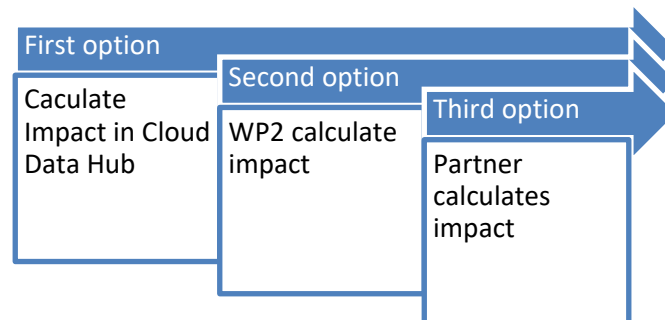 First option
Caculate
Impact in Cloud
Data Hub
Second option
WP2 calculate
impact
Third option
Partner
calculates
impact